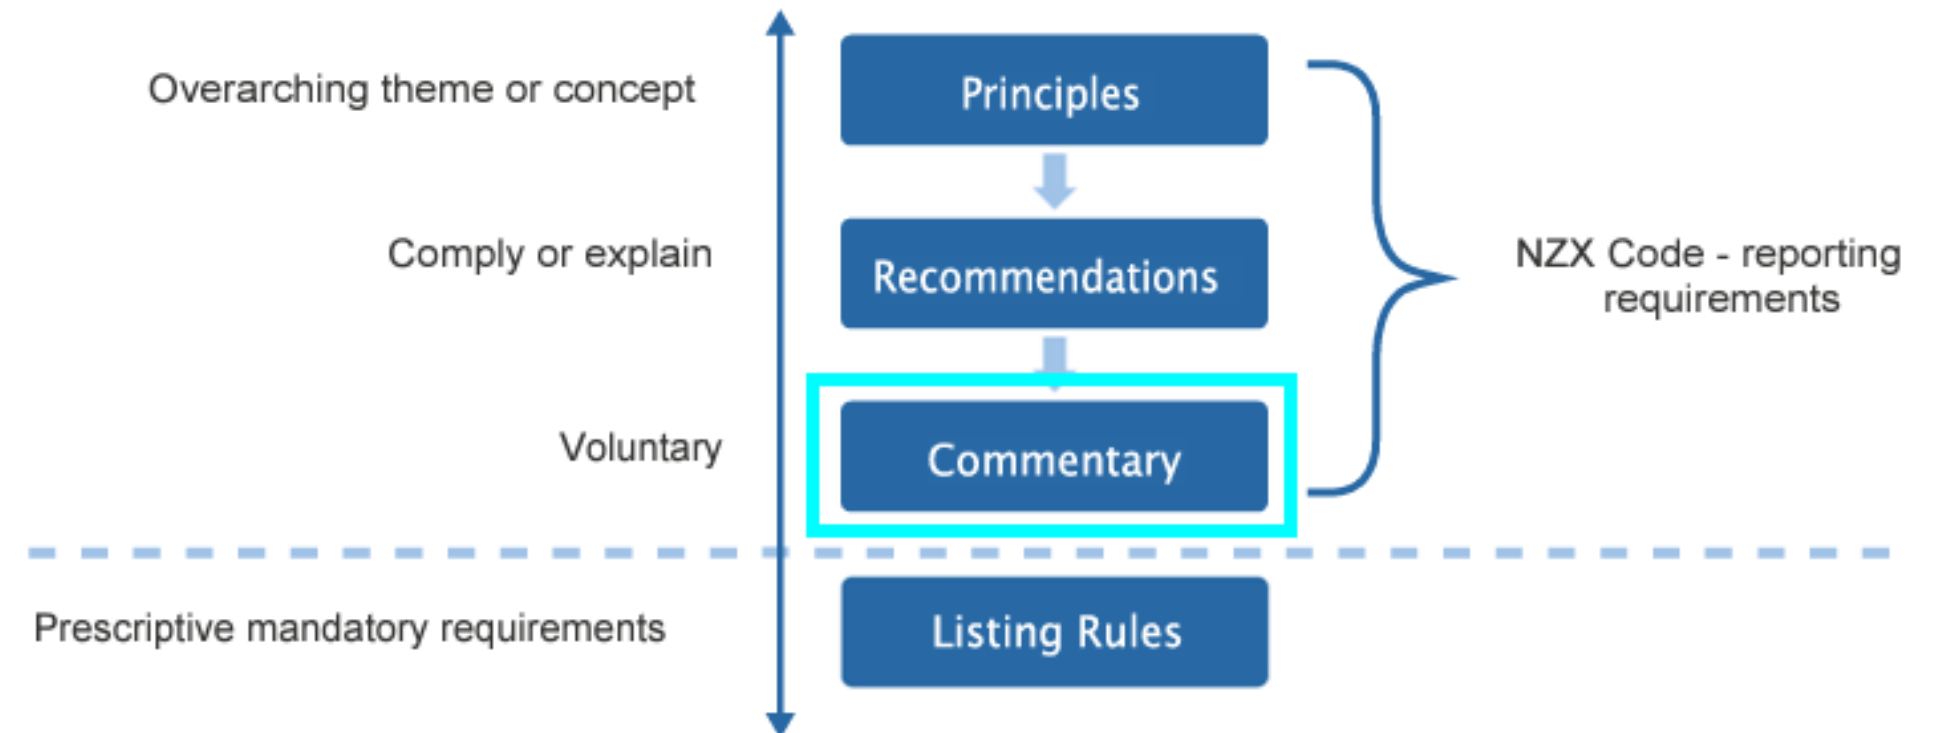 Overarching theme or concept
Principles
Comply or explain
Recommendations
NZX Code - reporting
requirements
Voluntary
Commentary
Prescriptive mandatory requirements
Listing Rules